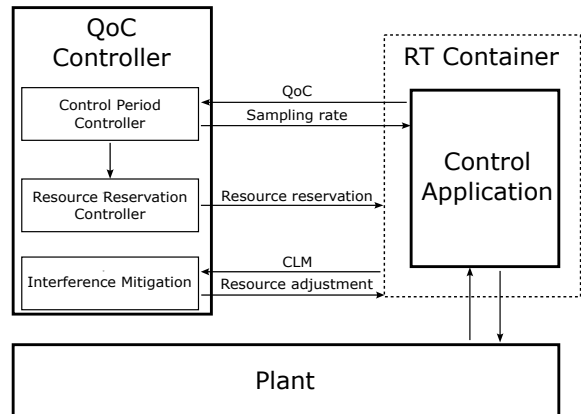 QoC
Controller
Control Period
Controller
Resource Reservation
Controller
Interference Mitigation
QoC
Sampling rate
Resource reservation
CLM
Resource adjustment
RT Container
Control
Application
Plant